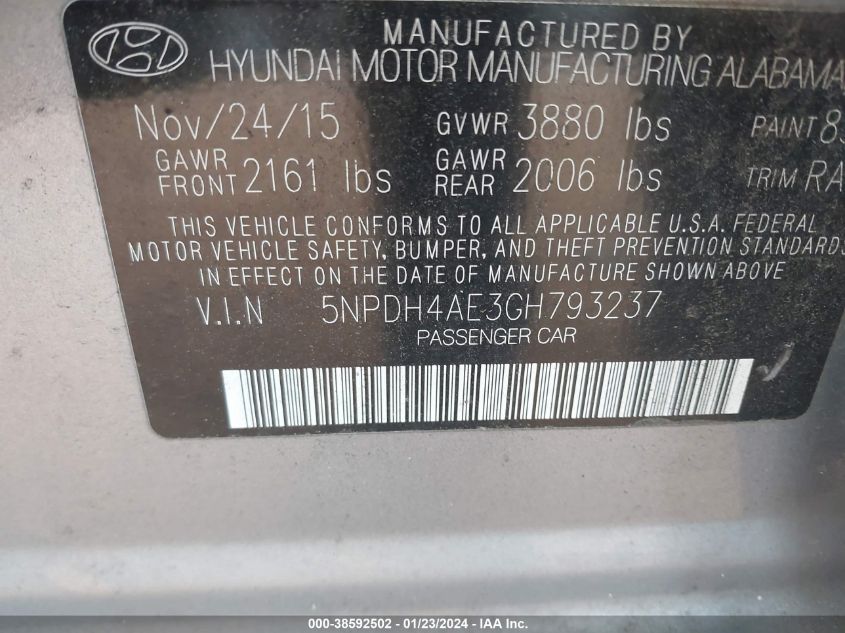 MANUFACTURED BY
HYUNDAI MOTOR MANUFACTURING ALABAMA
Nov/24/15 GVWR 3880 lbs PAINT
GAWR FRONT 2161 lbs GAWR REAR 2006 lbs TRIM RA
THIS VEHICLE CONFORMS TO ALL APPLICABLE U.S.A. FEDERAL
MOTOR VEHICLE SAFETY, BUMPER, AND THEFT PREVENTION STANDARDS
IN EFFECT ON THE DATE OF MANUFACTURE SHOWN ABOVE
V.I.N 5NPDH4AE3GH793237
PASSENGER CAR
000-38592502 - 01/23/2024 - IAA Inc.